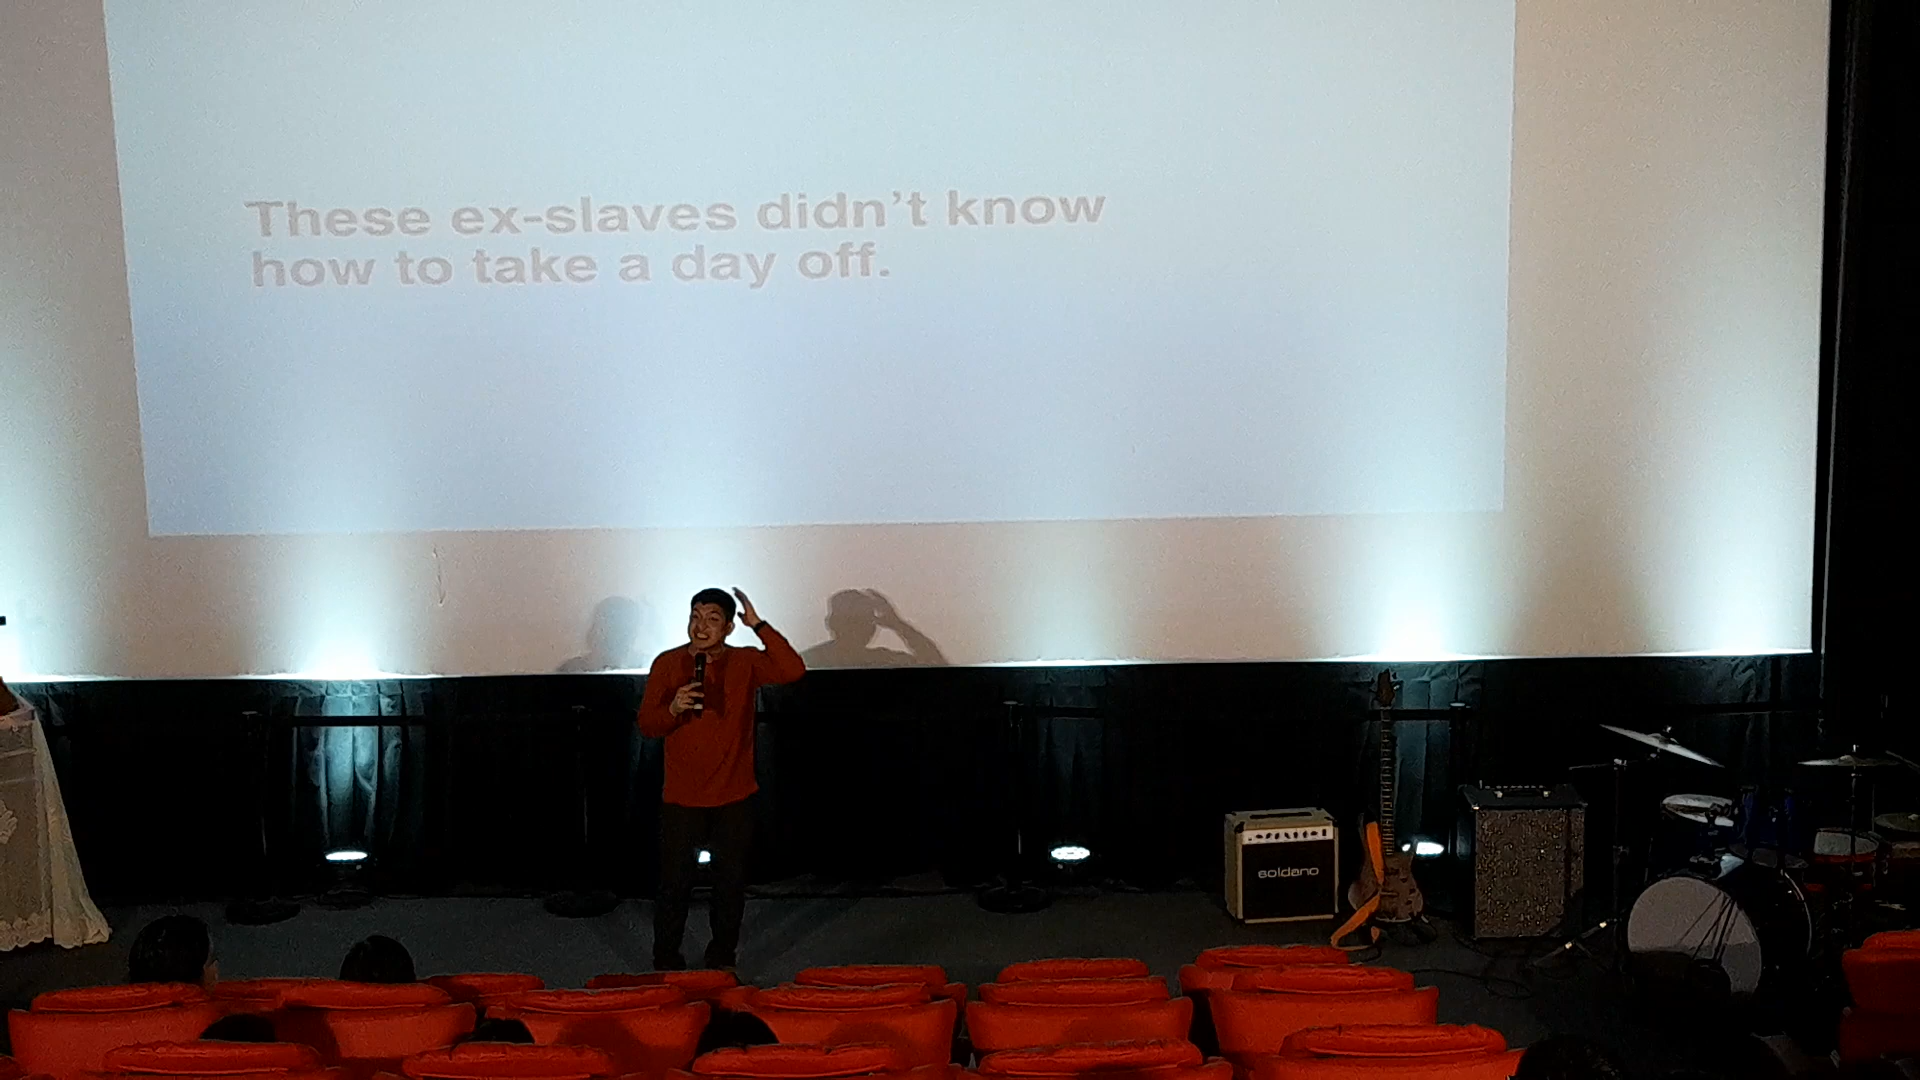 These ex-slaves didn’t know
how to take a day off.
soldano